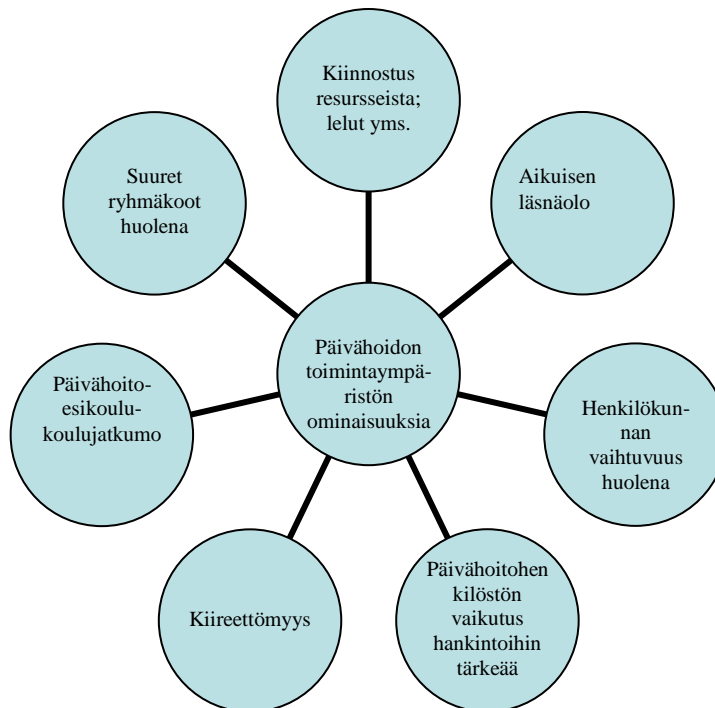 Kiinnostus
resursseista;
lelut yms.
Suuret
ryhmäkoot
huolena
Aikuisen
läsnäolo
Päivähoidon
toimintaympä-
ristön
ominaisuuksia
Päivähoito-
esikoulu-
koulujatkumo
Henkilökun-
nan
vaihtuvuus
huolena
Kiireettömyys
Päivähoitohen
kilöstön
vaikutus
hankintoihin
tärkeää